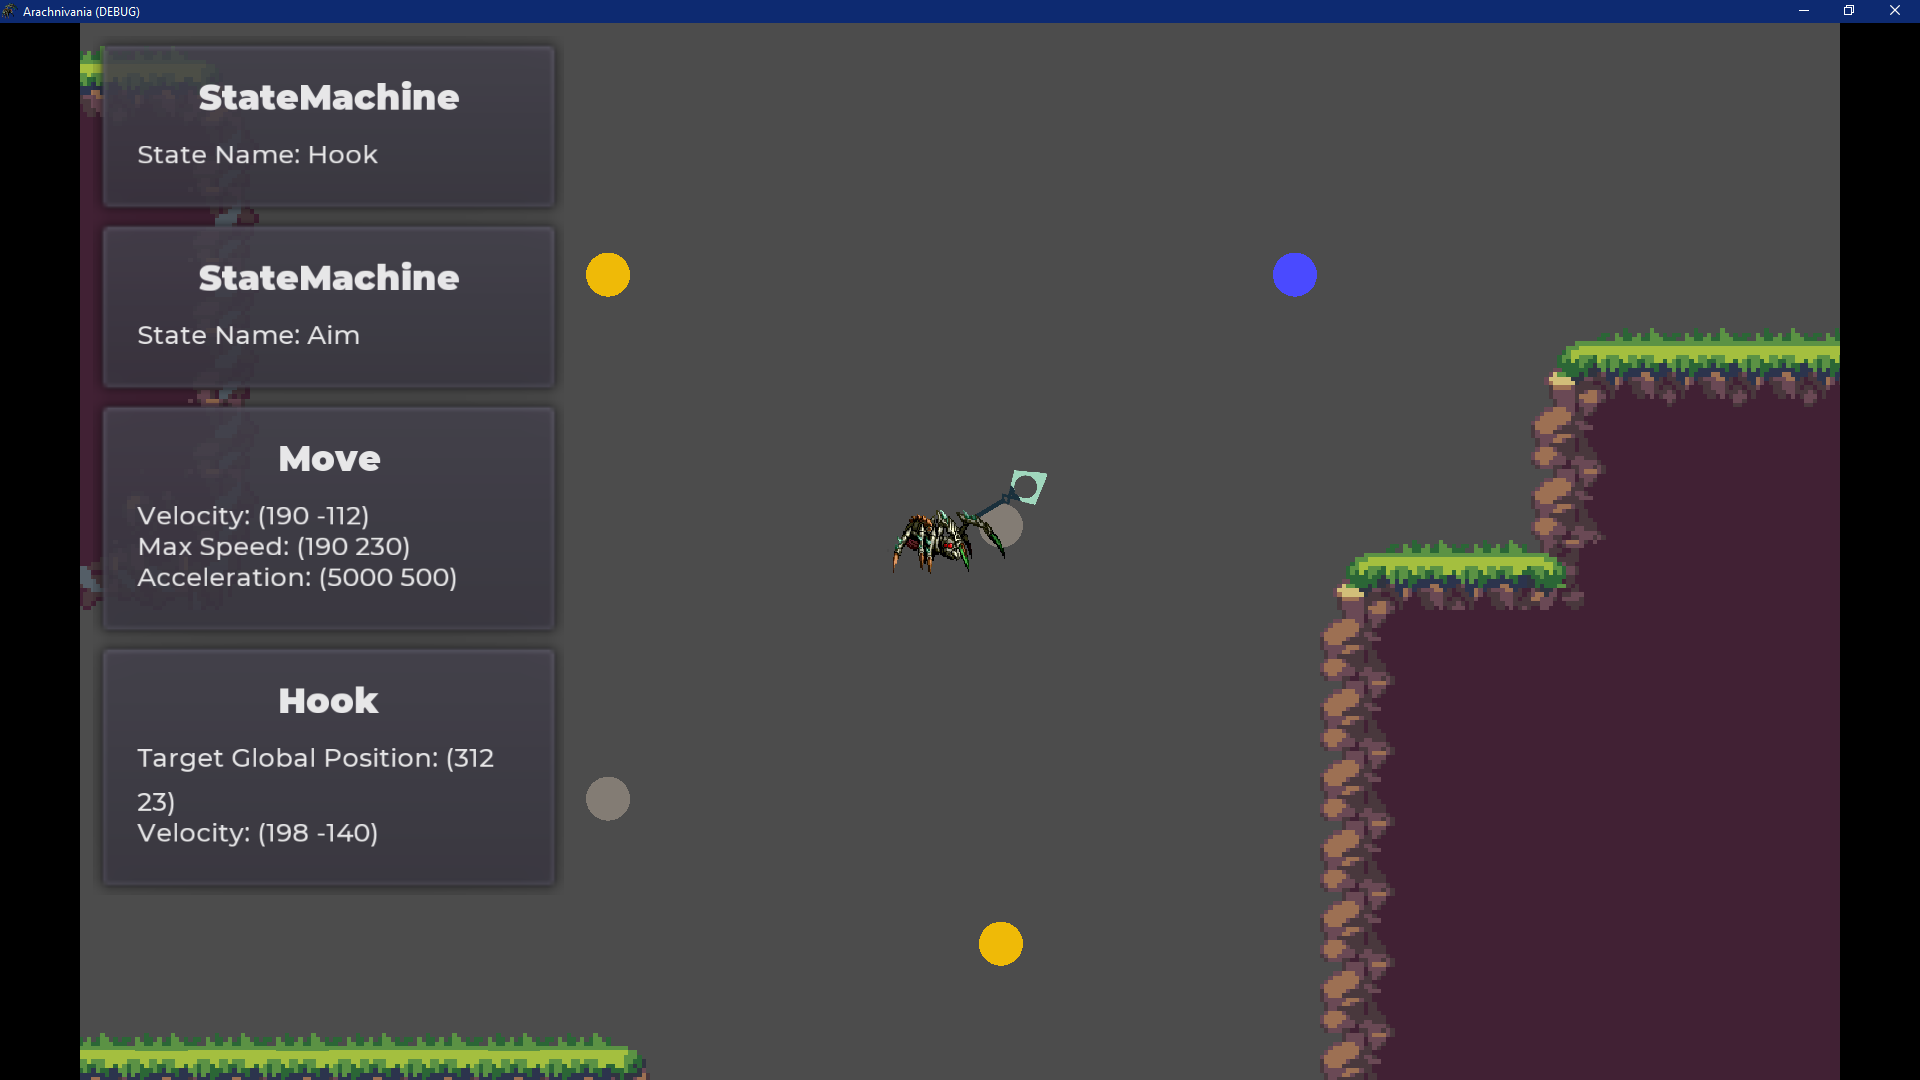 Arachnivania (DEBUG)
StateMachine
State Name: Hook
StateMachine
State Name: Aim
Move
Velocity: (190 -112)
Max Speed: (190 230)
Acceleration: (5000 500)
Hook
Target Global Position: (312
23)
Velocity: (198 -140)